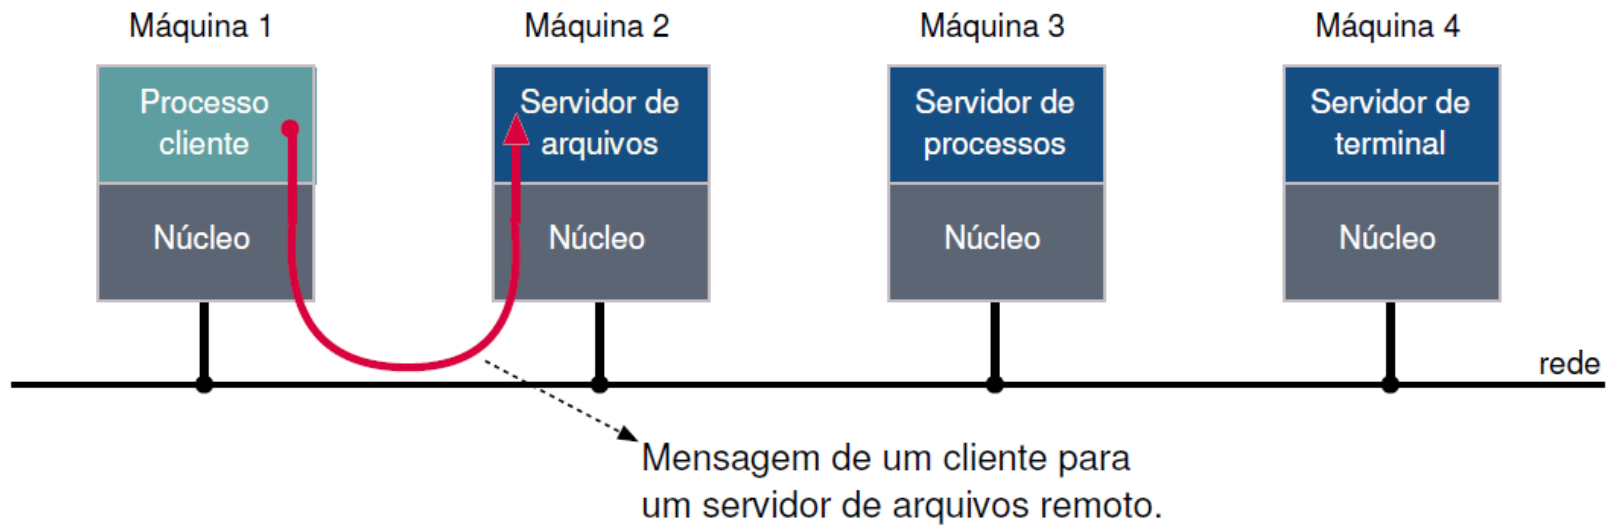 Máquina 1
Máquina 2
Máquina 3
Máquina 4
Processo
cliente
Servidor de
arquivos
Servidor de
processos
Servidor de
terminal
Núcleo
Núcleo
Núcleo
Núcleo
rede
Mensagem de um cliente para
um servidor de arquivos remoto.